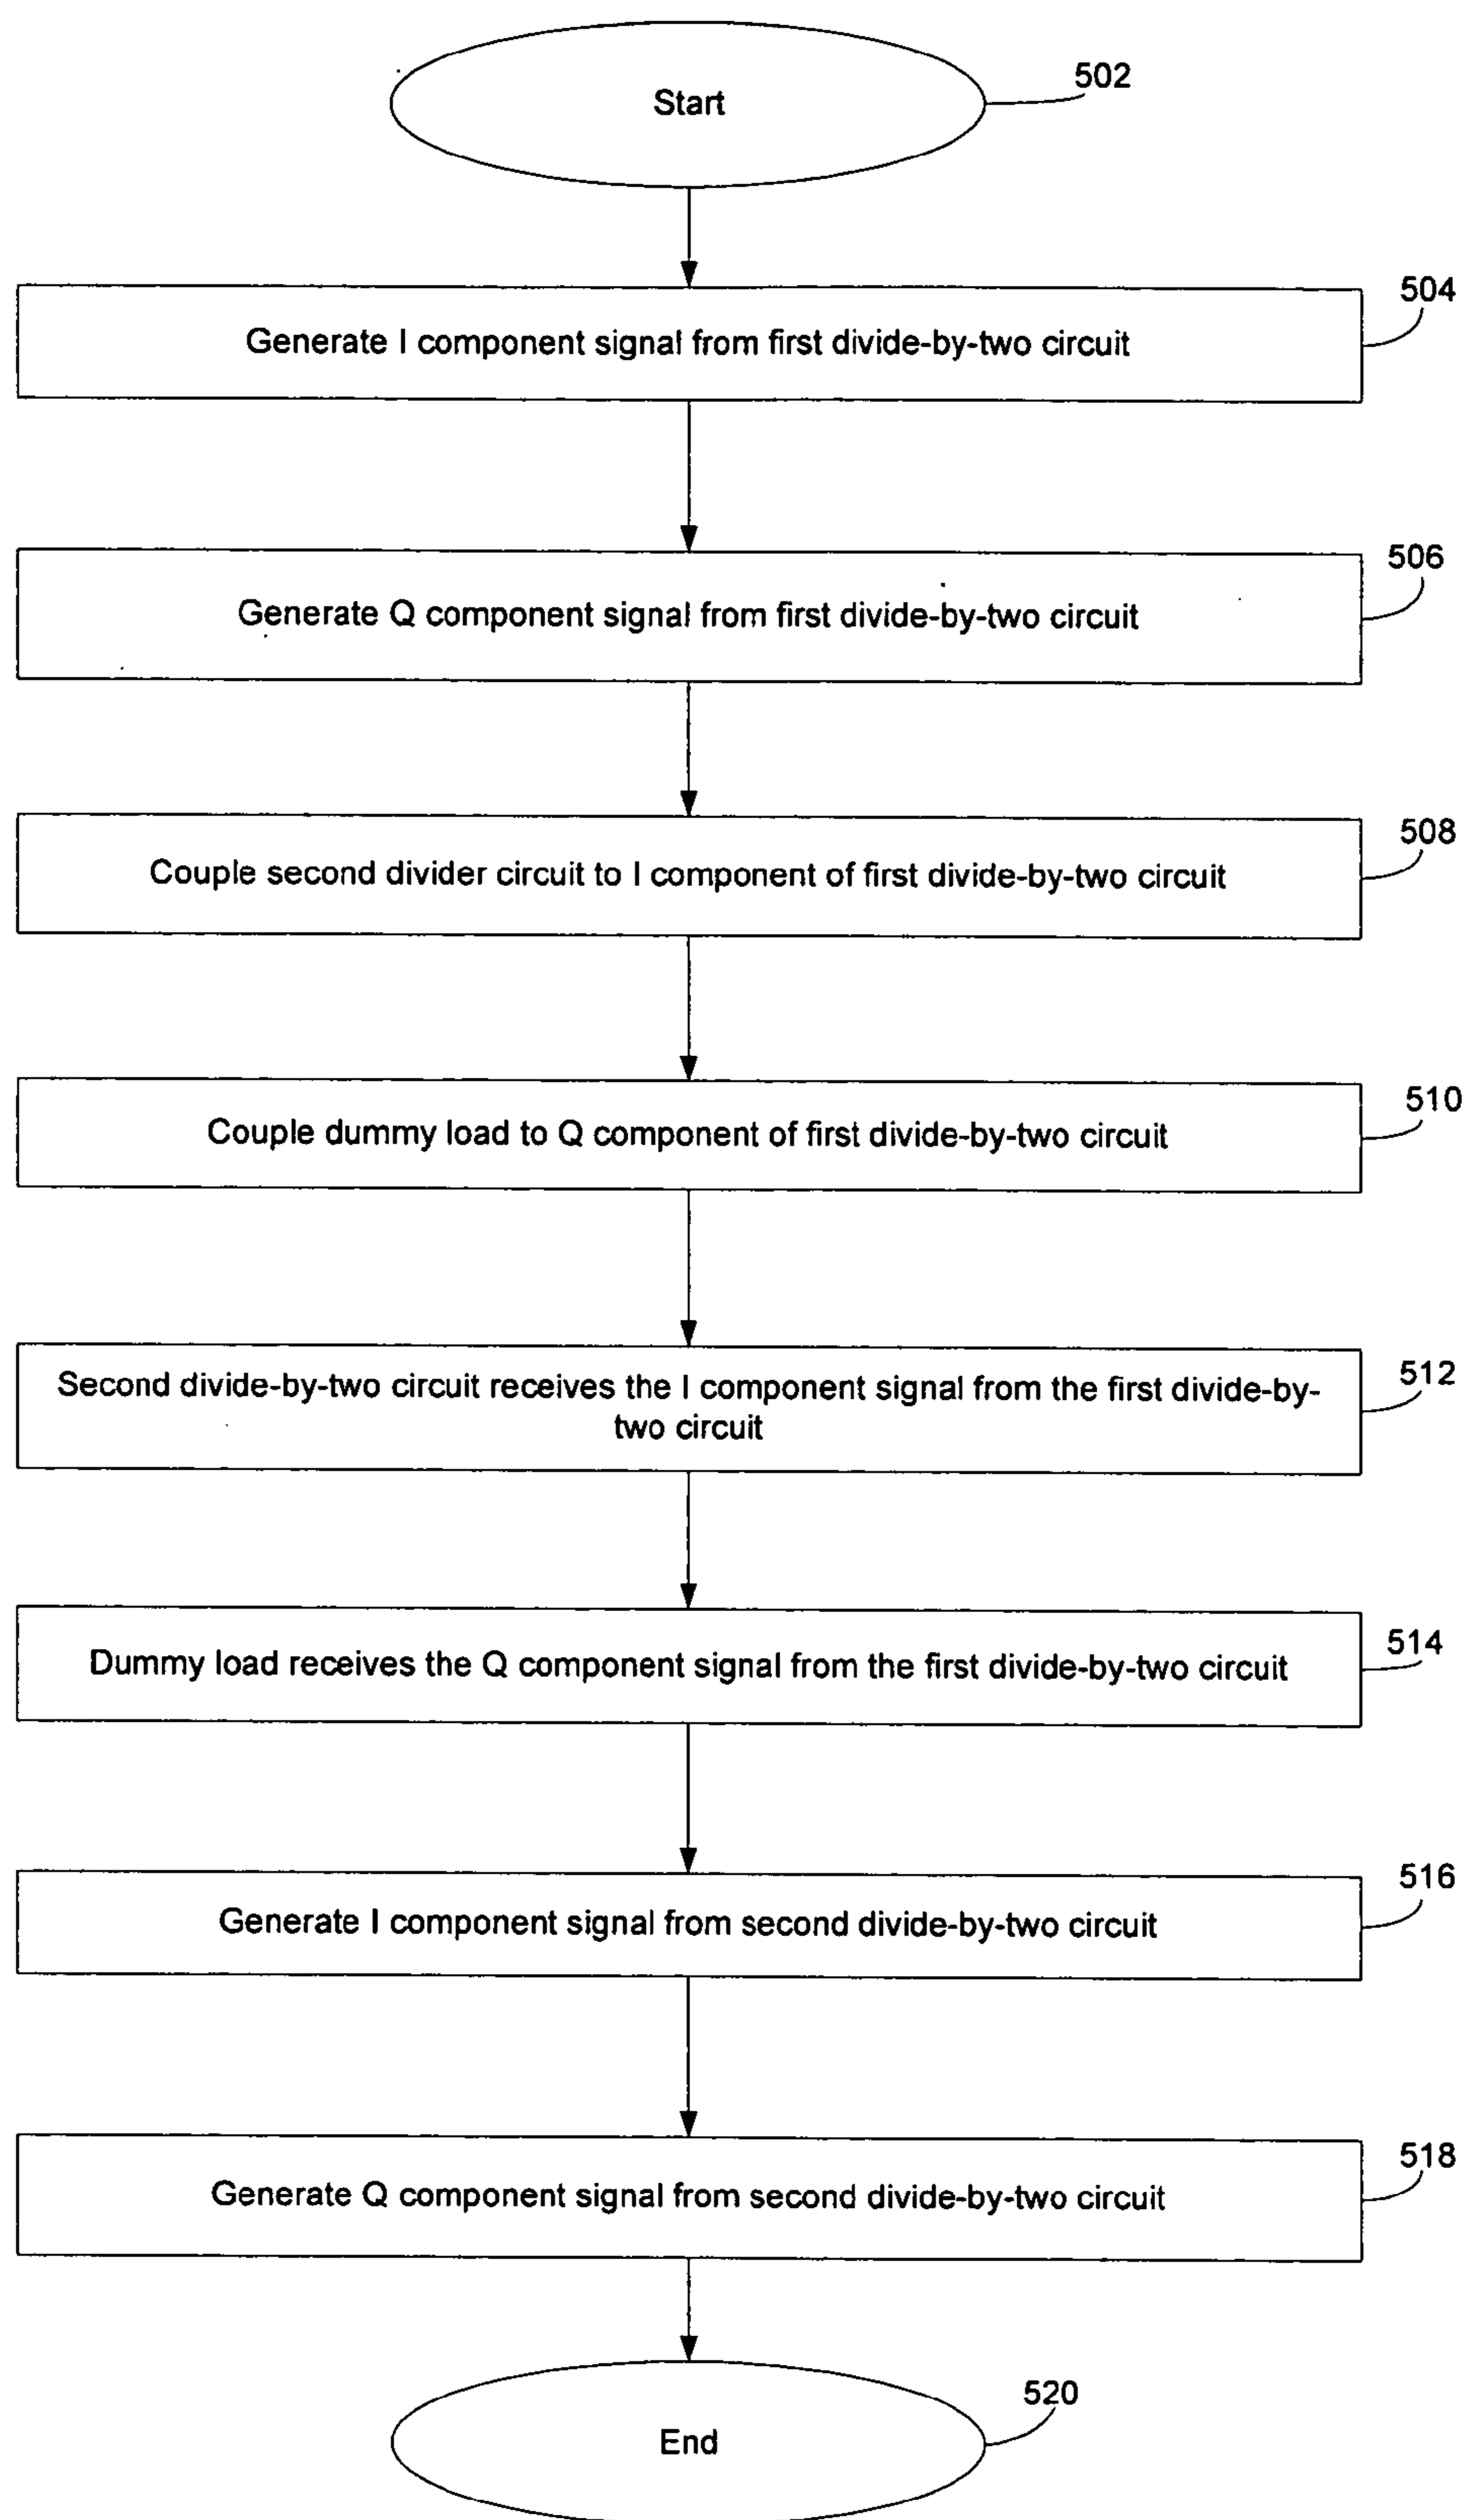 Start
502
504
Generate I component signal from first divide-by-two circuit
506
Generate Q component signal from first divide-by-two circuit
508
Couple second divider circuit to I component of first divide-by-two circuit
510
Couple dummy load to Q component of first divide-by-two circuit
512
Second divide-by-two circuit receives the I component signal from the first divide-by-
two circuit
514
Dummy load receives the Q component signal from the first divide-by-two circuit
516
Generate I component signal from second divide-by-two circuit
518
Generate Q component signal from second divide-by-two circuit
520
End